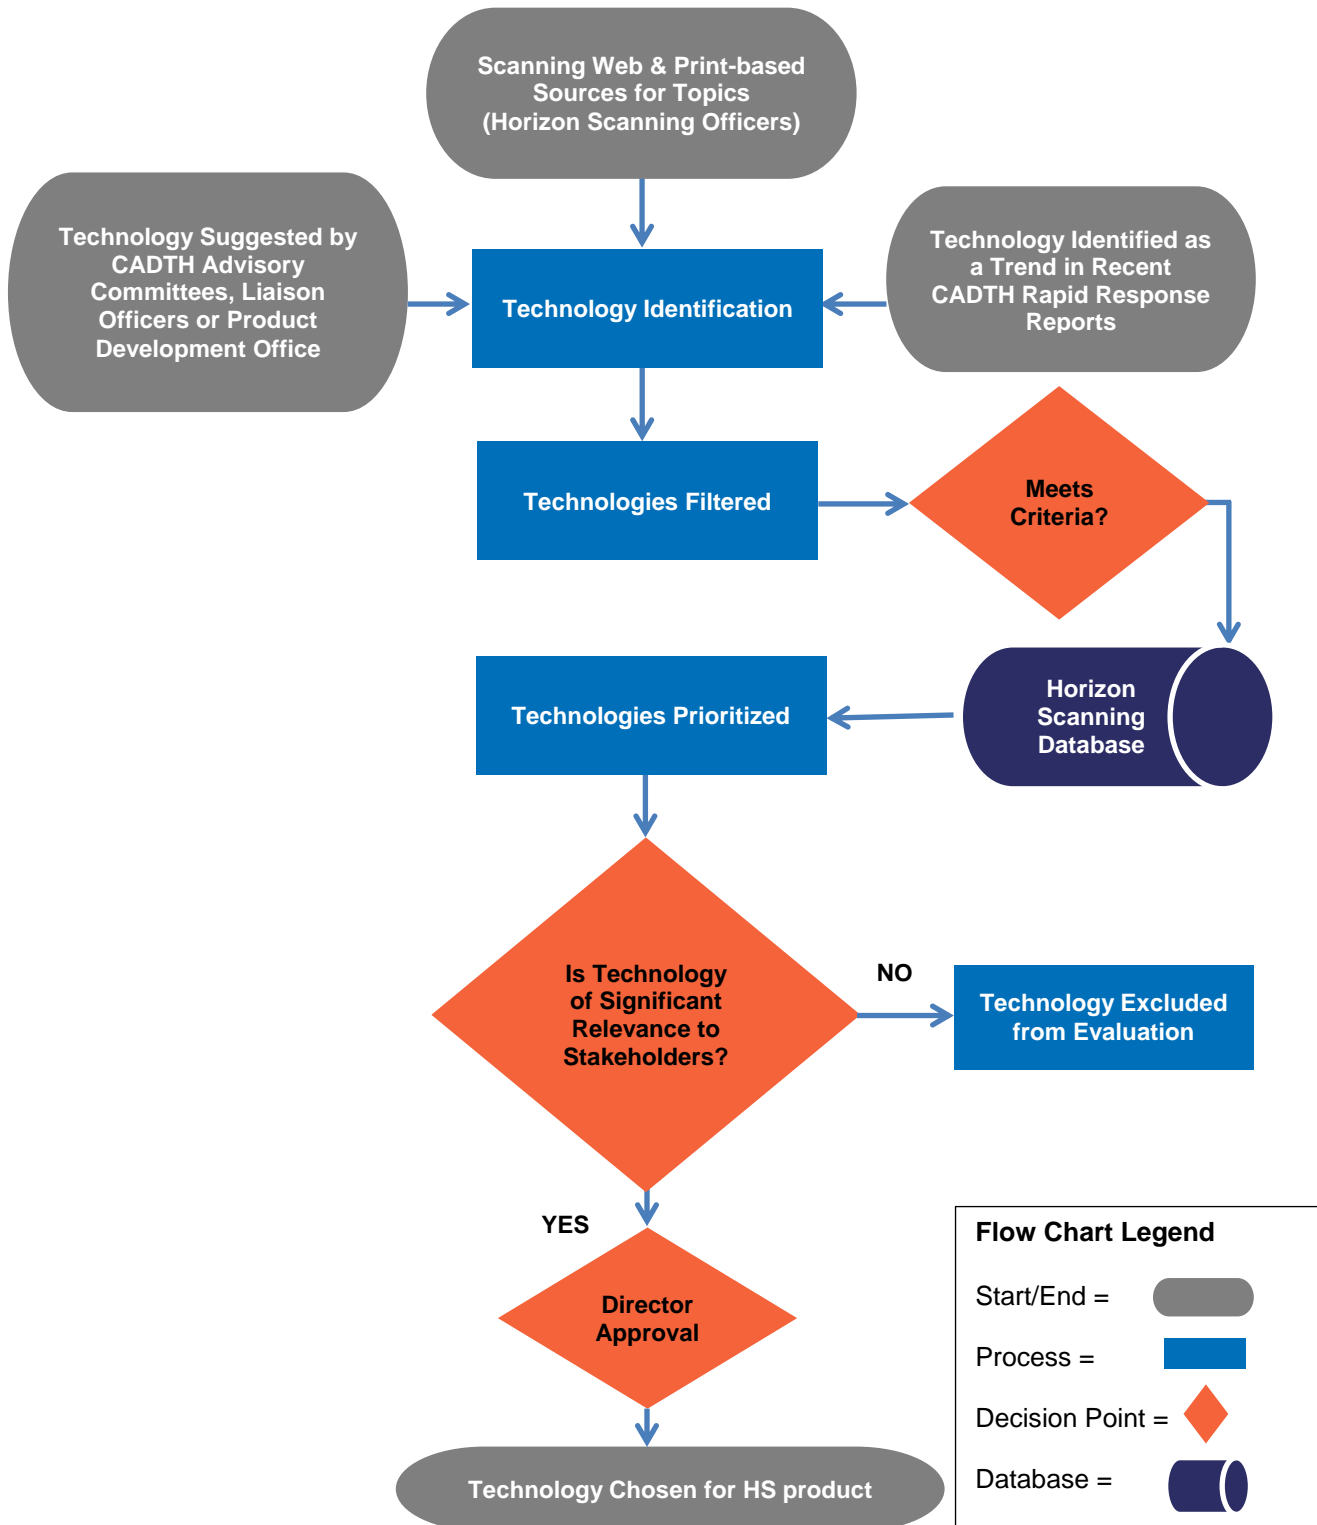 Scanning Web & Print-based
Sources for Topics
(Horizon Scanning Officers)
Technology Suggested by
CADTH Advisory
Committees, Liaison
Officers or Product
Development Office
Technology Identification
Technology Identified as
a Trend in Recent
CADTH Rapid Response
Reports
Technologies Filtered
Meets
Criteria?
Technologies Prioritized
Horizon
Scanning
Database
Is Technology
of Significant
Relevance to
Stakeholders?
NO
Technology Excluded
from Evaluation
YES
Director
Approval
Technology Chosen for HS product
Flow Chart Legend
Start/End =
Process =
Decision Point =
Database =